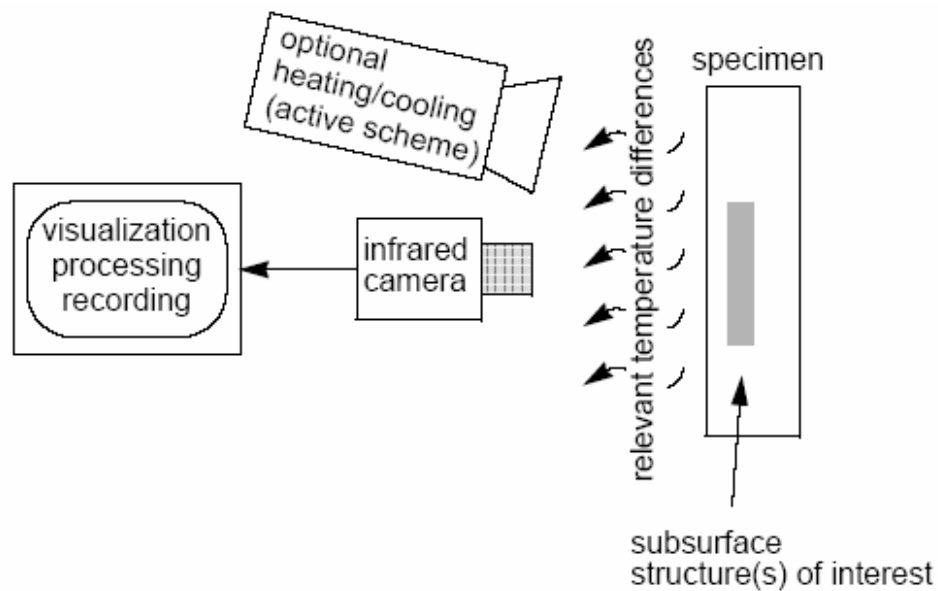 optional
heating/cooling
(active scheme)
specimen
visualization
processing
recording
infrared
camera
relevant temperature differences
subsurface
structure(s) of interest